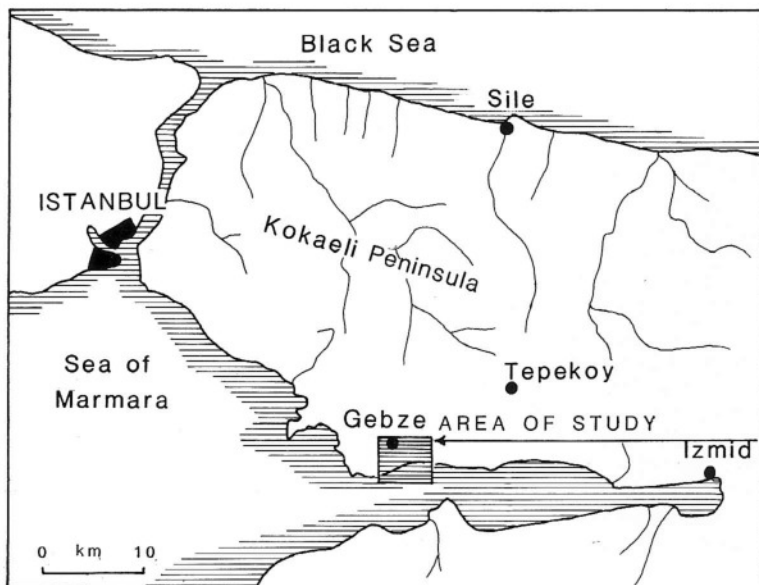 Black Sea
Sile
ISTANBUL
Kokaeli Peninsula
Sea of
Marmara
Tepekoy
Gebze
AREA OF STUDY
Izmid
0 km 10